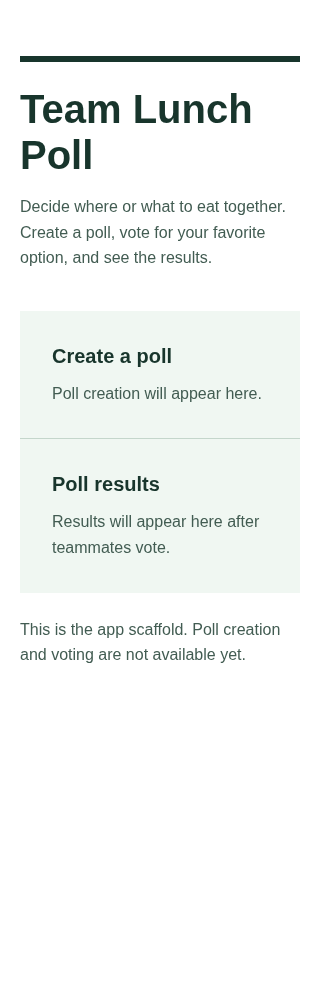 Team Lunch
Poll
Decide where or what to eat together.
Create a poll, vote for your favorite
option, and see the results.
Create a poll
Poll creation will appear here.
Poll results
Results will appear here after
teammates vote.
This is the app scaffold. Poll creation
and voting are not available yet.